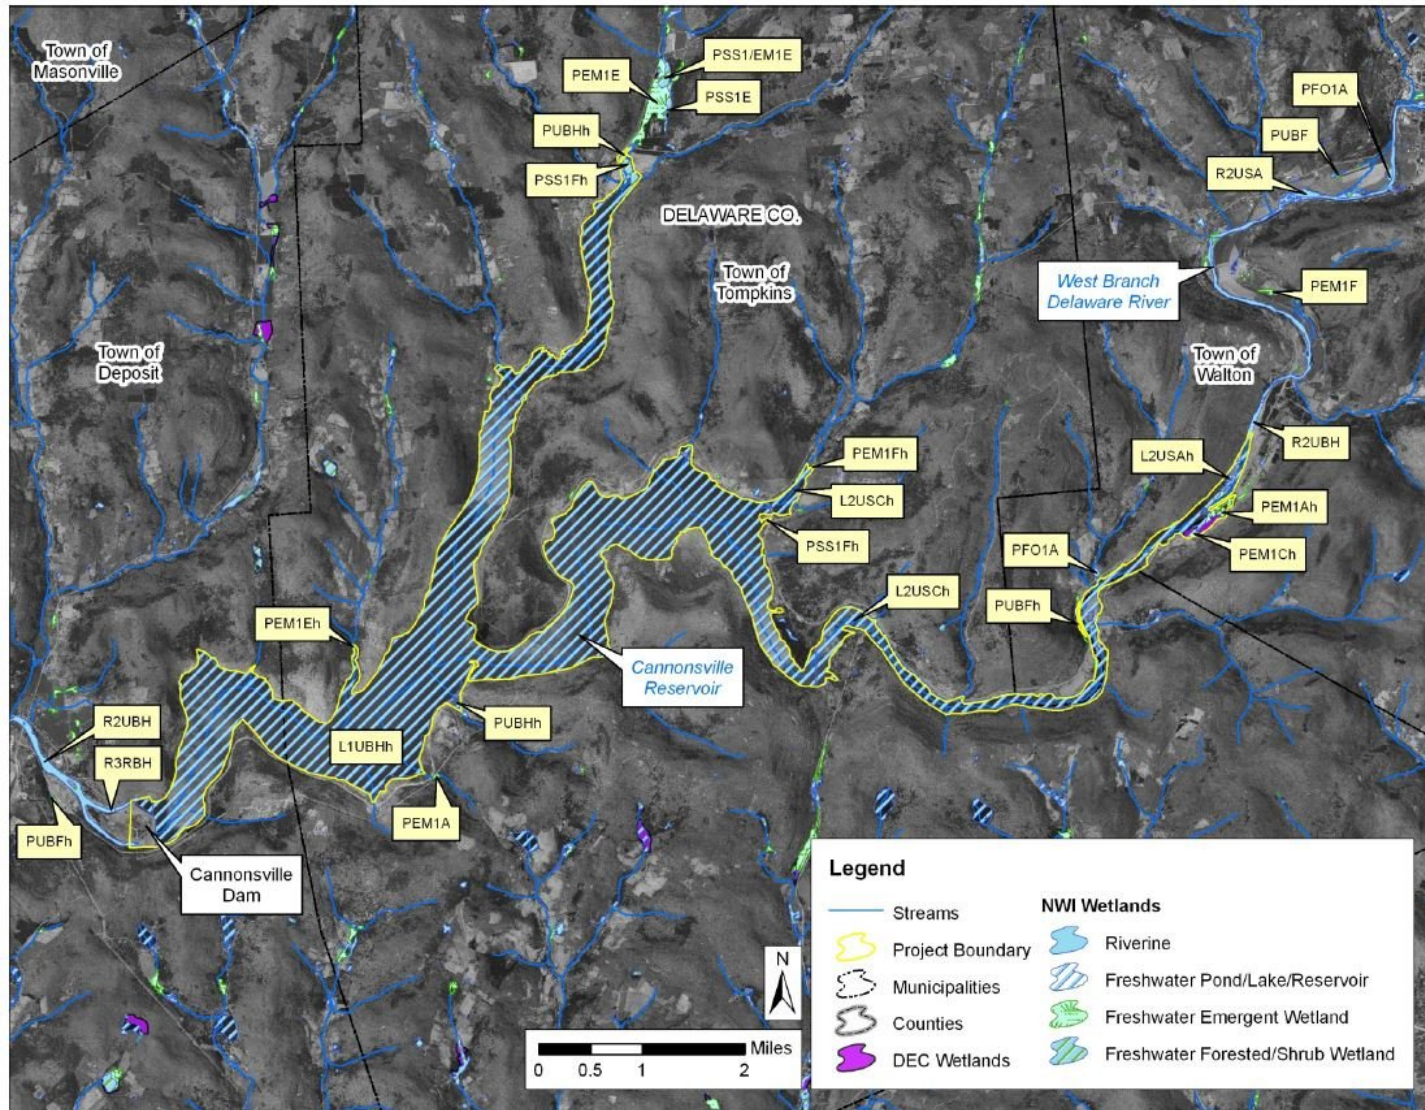 Town of
Masonville
PSS1/EM1E
PEM1E
PSS1E
PFO1A
PUBHh
PUBF
PSS1Fh
R2USA
DELAWARE CO.
Town of
Tompkins
West Branch
Delaware River
PEM1F
Town of
Deposit
Town of
Walton
R2UBH
L2USAh
PEM1Fh
L2USCh
PEM1Ah
PSS1Fh
PFO1A
PEM1Ch
L2USCh
PUBFh
PEM1Eh
Cannonsville
Reservoir
R2UBH
PUBHh
L1UBHh
R3RBH
PEM1A
PUBFh
Cannonsville
Dam
Legend
Streams
Project Boundary
Municipalities
Counties
DEC Wetlands
NWI Wetlands
Riverine
Freshwater Pond/Lake/Reservoir
Freshwater Emergent Wetland
Freshwater Forested/Shrub Wetland
N
Miles
0 0.5 1 2